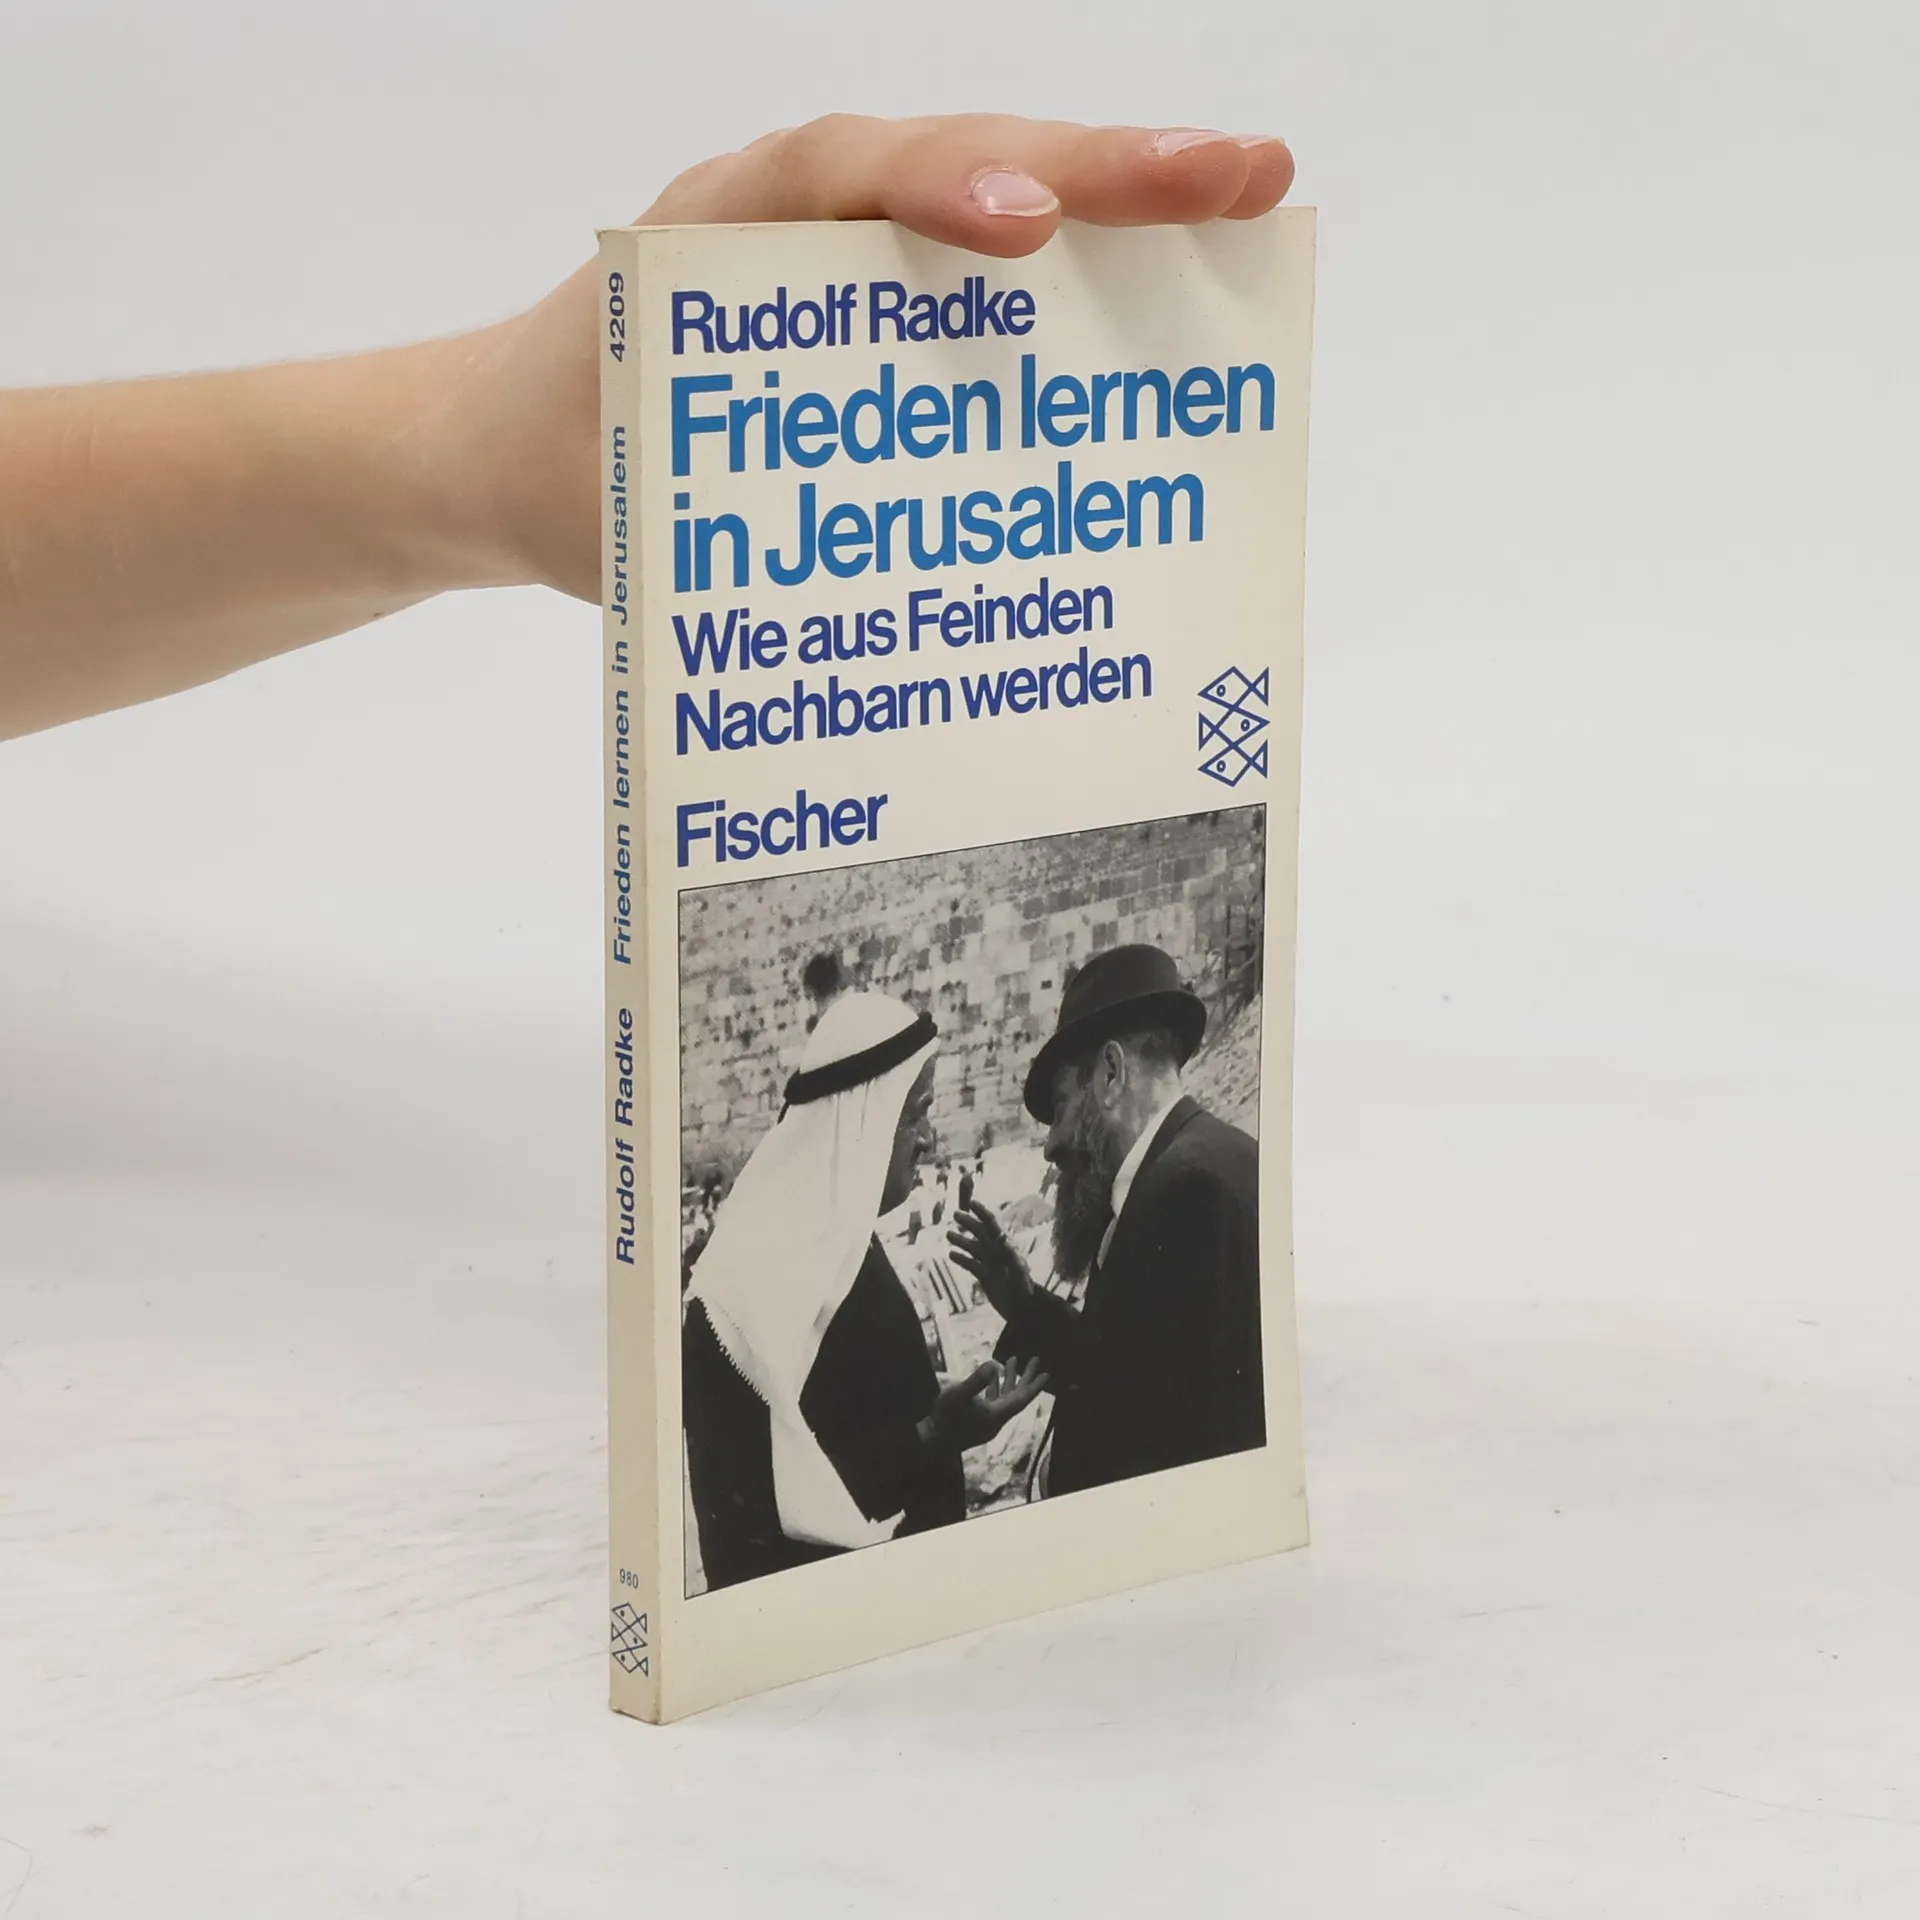 Rudolf Radke
Frieden lernen
in Jerusalem
Wie aus Feinden
Nachbarn werden
Fischer
Rudolf Radke Frieden lernen in Jerusalem 4209
980